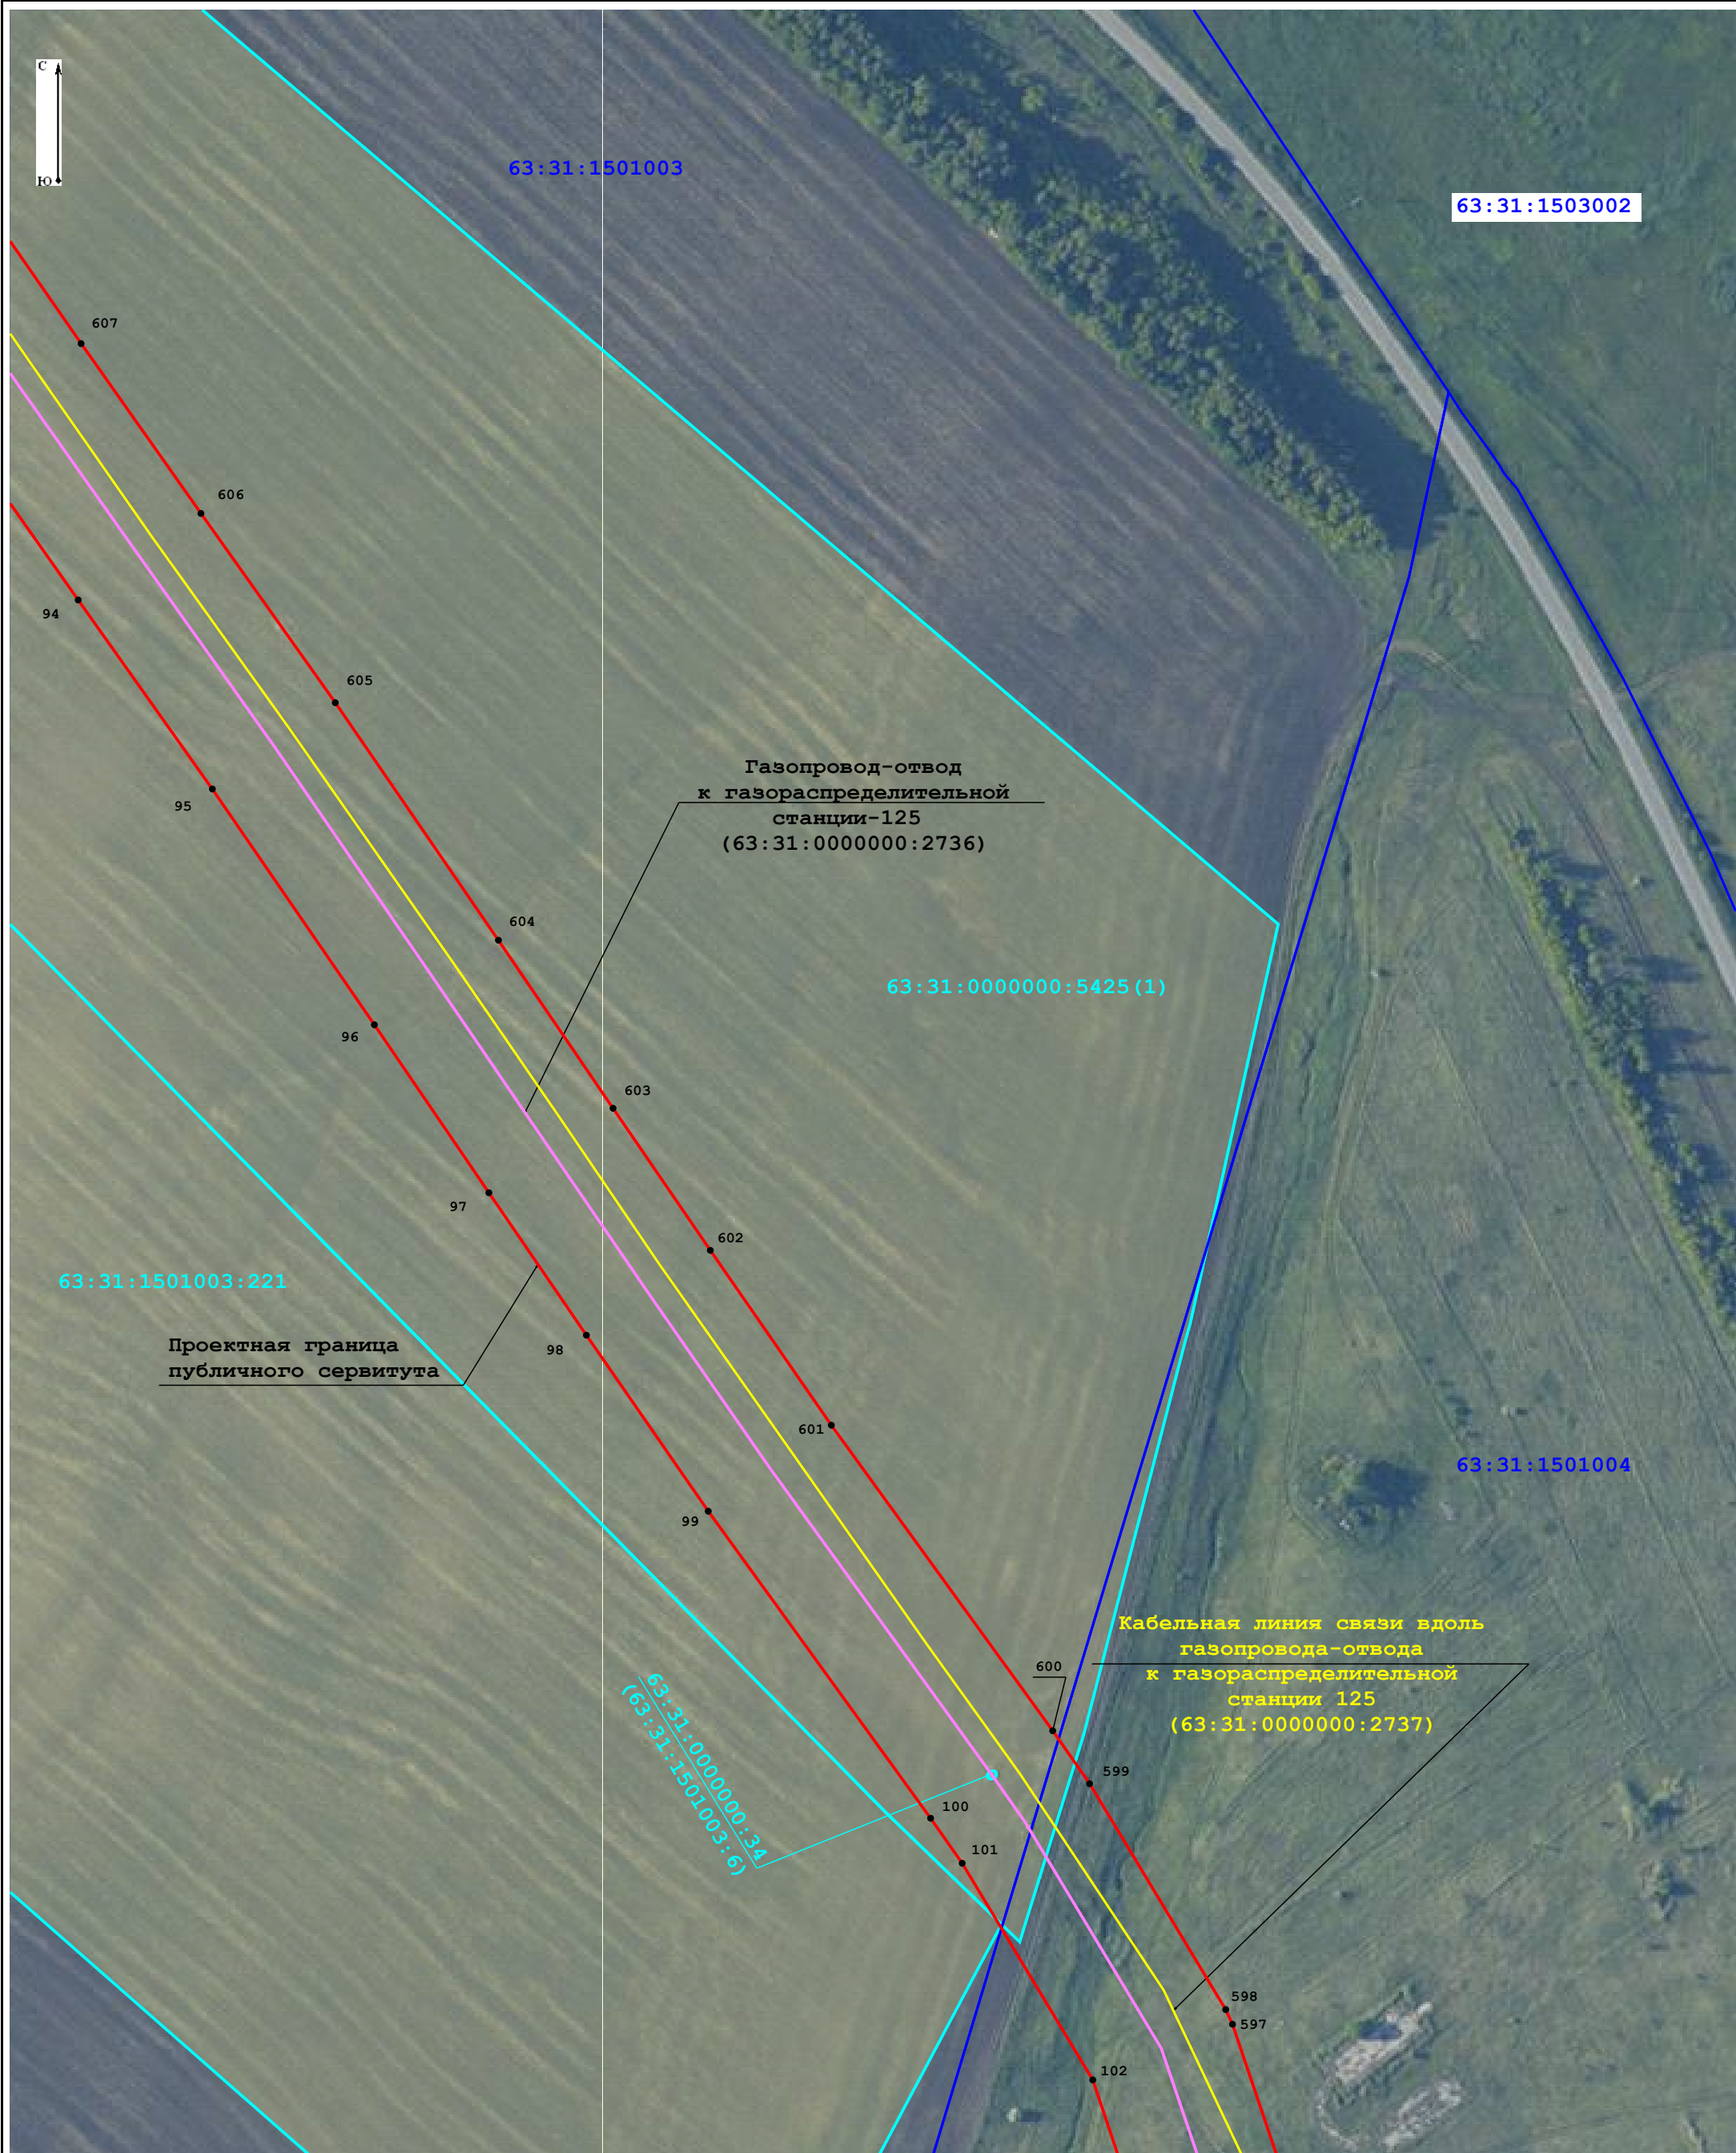 С
Ю
63:31:1501003
63:31:1503002
607
606
94
605
95
Газопровод-отвод
к газораспределительной
станции-125
(63:31:0000000:2736)
604
63:31:0000000:5425(1)
96
603
97
602
63:31:1501003:221
Проектная граница
публичного сервитута
98
601
63:31:1501004
99
Кабельная линия связи вдоль
газопровода-отвода
к газораспределительной
станции 125
(63:31:0000000:2737)
600
63:31:0000000:34
(63:31:1501003:6)
599
100
101
598
597
102